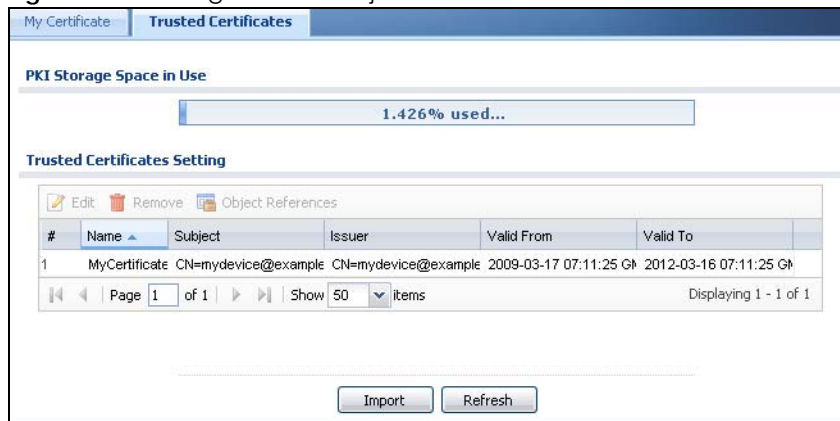 My Certificate Trusted Certificates
PKI Storage Space in Use
1.426% used...
Trusted Certificates Setting
Edit Remove Object References
# Name Subject Issuer Valid From Valid To
1 MyCertificate CN=mydevice@example CN=mydevice@example 2009-03-17 07:11:25 GM 2012-03-16 07:11:25 GM
Page 1 of 1 Show 50 items Displaying 1 - 1 of 1
Import Refresh